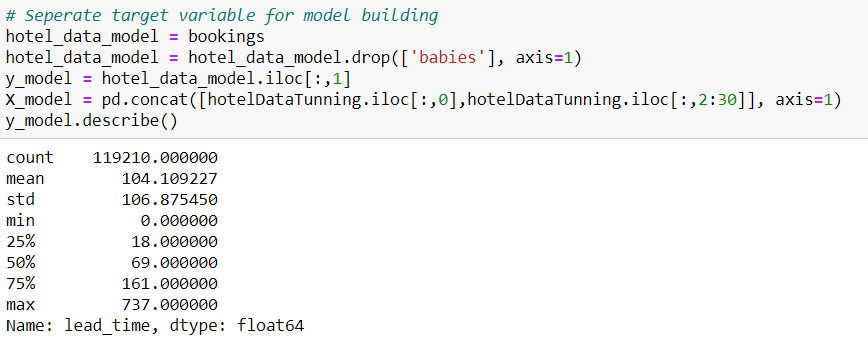 # Seperate target variable for model building
hotel_data_model = bookings
hotel_data_model = hotel_data_model.drop(['babies'], axis=1)
y_model = hotel_data_model.iloc[:,1]
X_model = pd.concat([hotelDataTunning.iloc[:,0],hotelDataTunning.iloc[:,2:30]], axis=1)
y_model.describe()
count    119210.000000
mean        104.109227
std         106.875450
min           0.000000
25%          18.000000
50%          69.000000
75%         161.000000
max         737.000000
Name: lead_time, dtype: float64